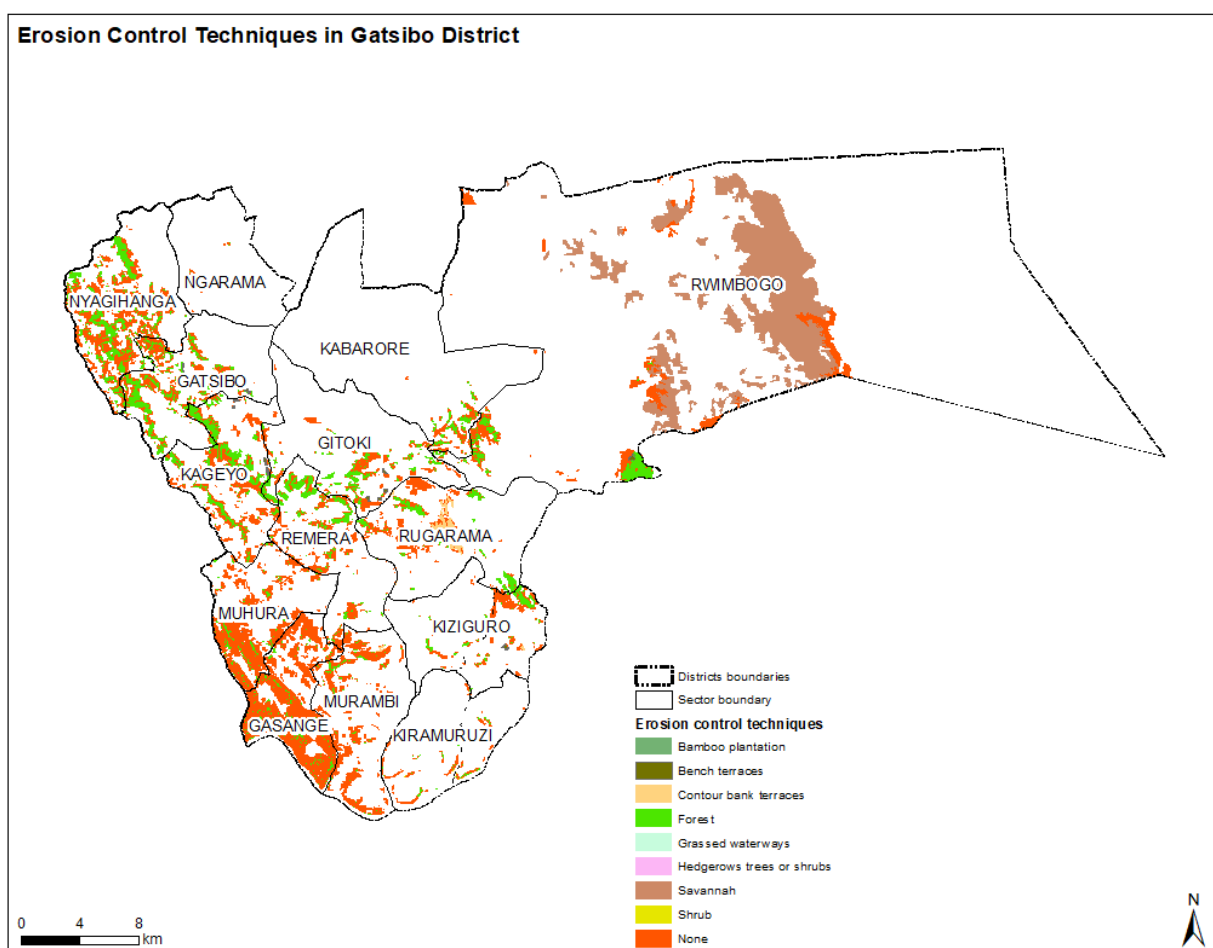 Erosion Control Techniques in Gatsibo District
NGARAMA
NYAGIHANGA
RWIMBOGO
KABARORE
GATSIBO
GITOKI
KAGEYO
REMERA
RUGARAMA
MUHURA
KIZIGURO
MURAMBI
GASANGE
KIRAMURUZI
Districts boundaries
Sector boundary
Erosion control techniques
Bamboo plantation
Bench terraces
Contour bank terraces
Forest
Grassed waterways
Hedgerows trees or shrubs
Savannah
Shrub
None
0 4 8
km
N